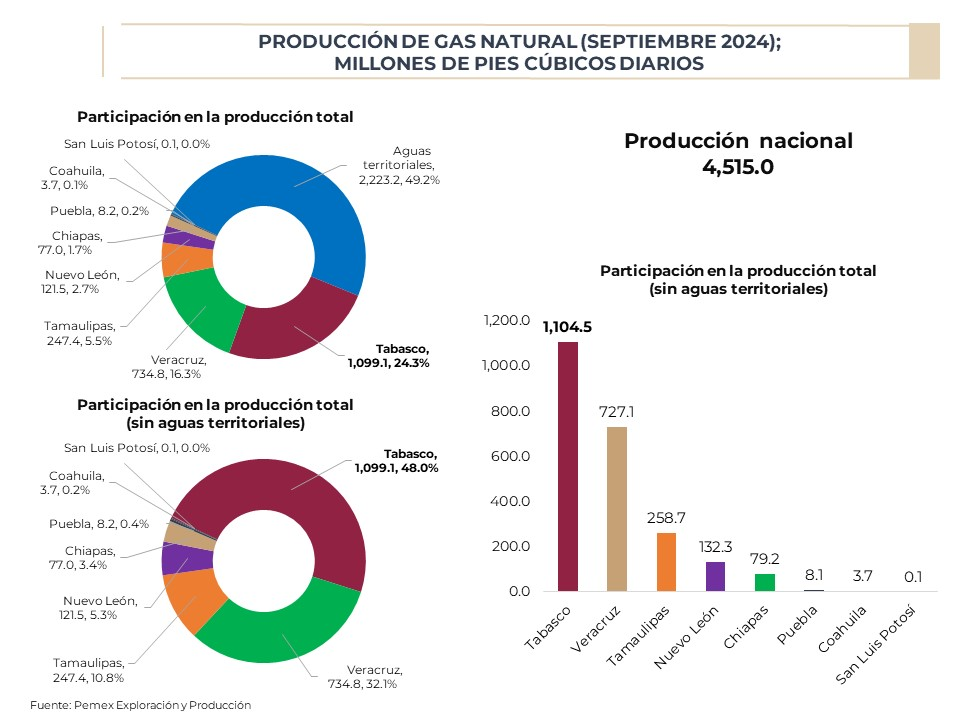 PRODUCCIÓN DE GAS NATURAL (SEPTIEMBRE 2024);
MILLONES DE PIES CÚBICOS DIARIOS
Participación en la producción total
San Luis Potosí, 0.1, 0.0%
Aguas
territoriales,
2,223.2, 49.2%
Coahuila,
3.7, 0.1%
Puebla, 8.2, 0.2%
Chiapas,
77.0, 1.7%
Nuevo León,
121.5, 2.7%
Tamaulipas,
247.4, 5.5%
Veracruz,
734.8, 16.3%
Tabasco,
1,099.1, 24.3%
Producción nacional
4,515.0
Participación en la producción total
(sin aguas territoriales)
San Luis Potosí, 0.1, 0.0%
Tabasco,
1,099.1, 48.0%
Coahuila,
3.7, 0.2%
Puebla, 8.2, 0.4%
Chiapas,
77.0, 3.4%
Nuevo León,
121.5, 5.3%
Tamaulipas,
247.4, 10.8%
Veracruz,
734.8, 32.1%
Participación en la producción total
(sin aguas territoriales)
1,200.0
1,000.0
800.0
600.0
400.0
200.0
0.0
1,104.5
727.1
258.7
132.3
79.2
8.1
3.7
0.1
Tabasco
Veracruz
Tamaulipas
Nuevo León
Chiapas
Puebla
Coahuila
San Luis Potosí
Fuente: Pemex Exploración y Producción